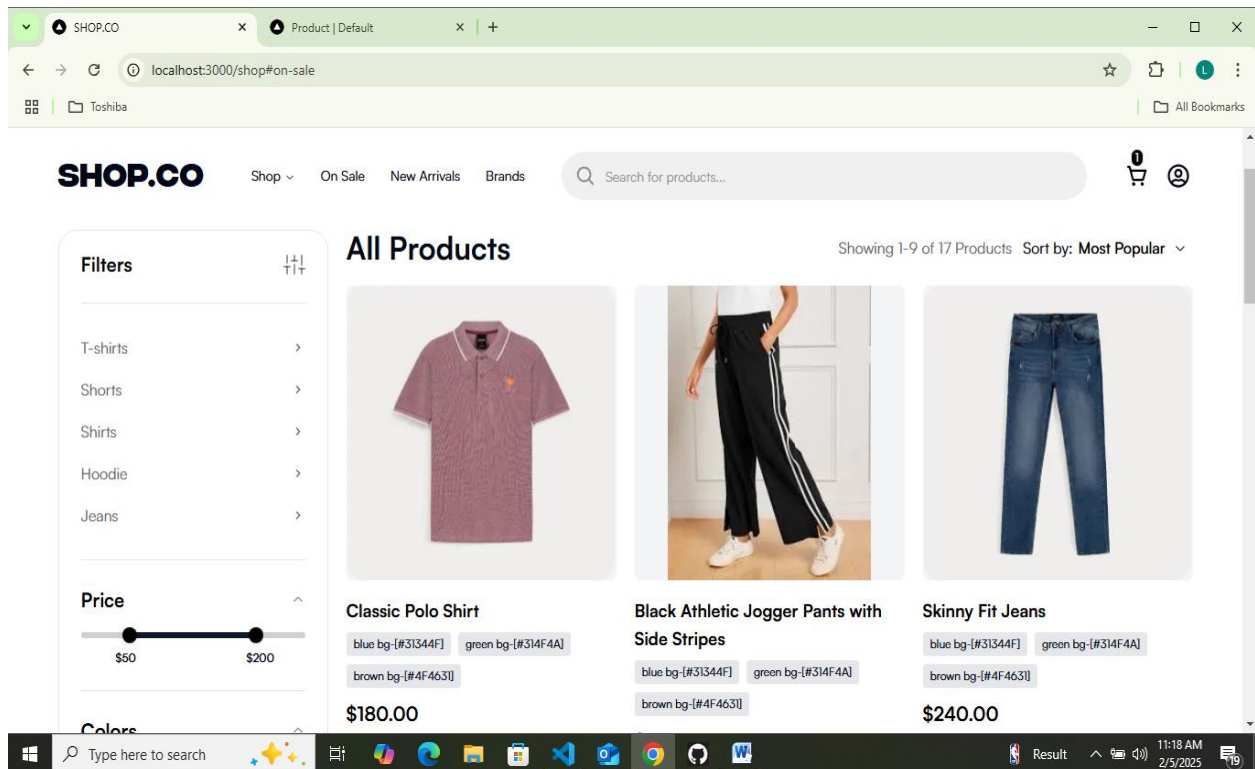 SHOP.CO
Product | Default
localhost:3000/shop#on-sale
L
Toshiba
All Bookmarks
SHOP.CO
Shop
On Sale
New Arrivals
Brands
Search for products...
0
Filters
T-shirts
Shorts
Shirts
Hoodie
Jeans
Price
$50
$200
Colors
All Products
Showing 1-9 of 17 Products
Sort by: Most Popular
Classic Polo Shirt
blue bg-[#31344F]
green bg-[#314F4A]
brown bg-[#4F4631]
$180.00
Black Athletic Jogger Pants with
Side Stripes
blue bg-[#31344F]
green bg-[#314F4A]
brown bg-[#4F4631]
Skinny Fit Jeans
blue bg-[#31344F]
green bg-[#314F4A]
brown bg-[#4F4631]
$240.00
Type here to search
Result
11:18 AM
2/5/2025
19